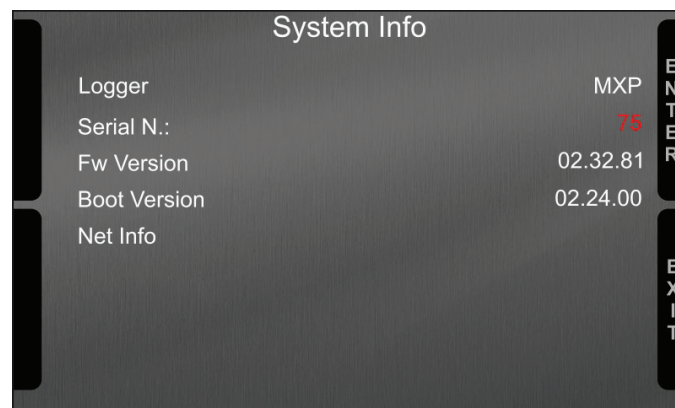 System Info
Logger MXP
Serial N.: 75
Fw Version 02.32.81
Boot Version 02.24.00
Net Info
ENTER
EXIT